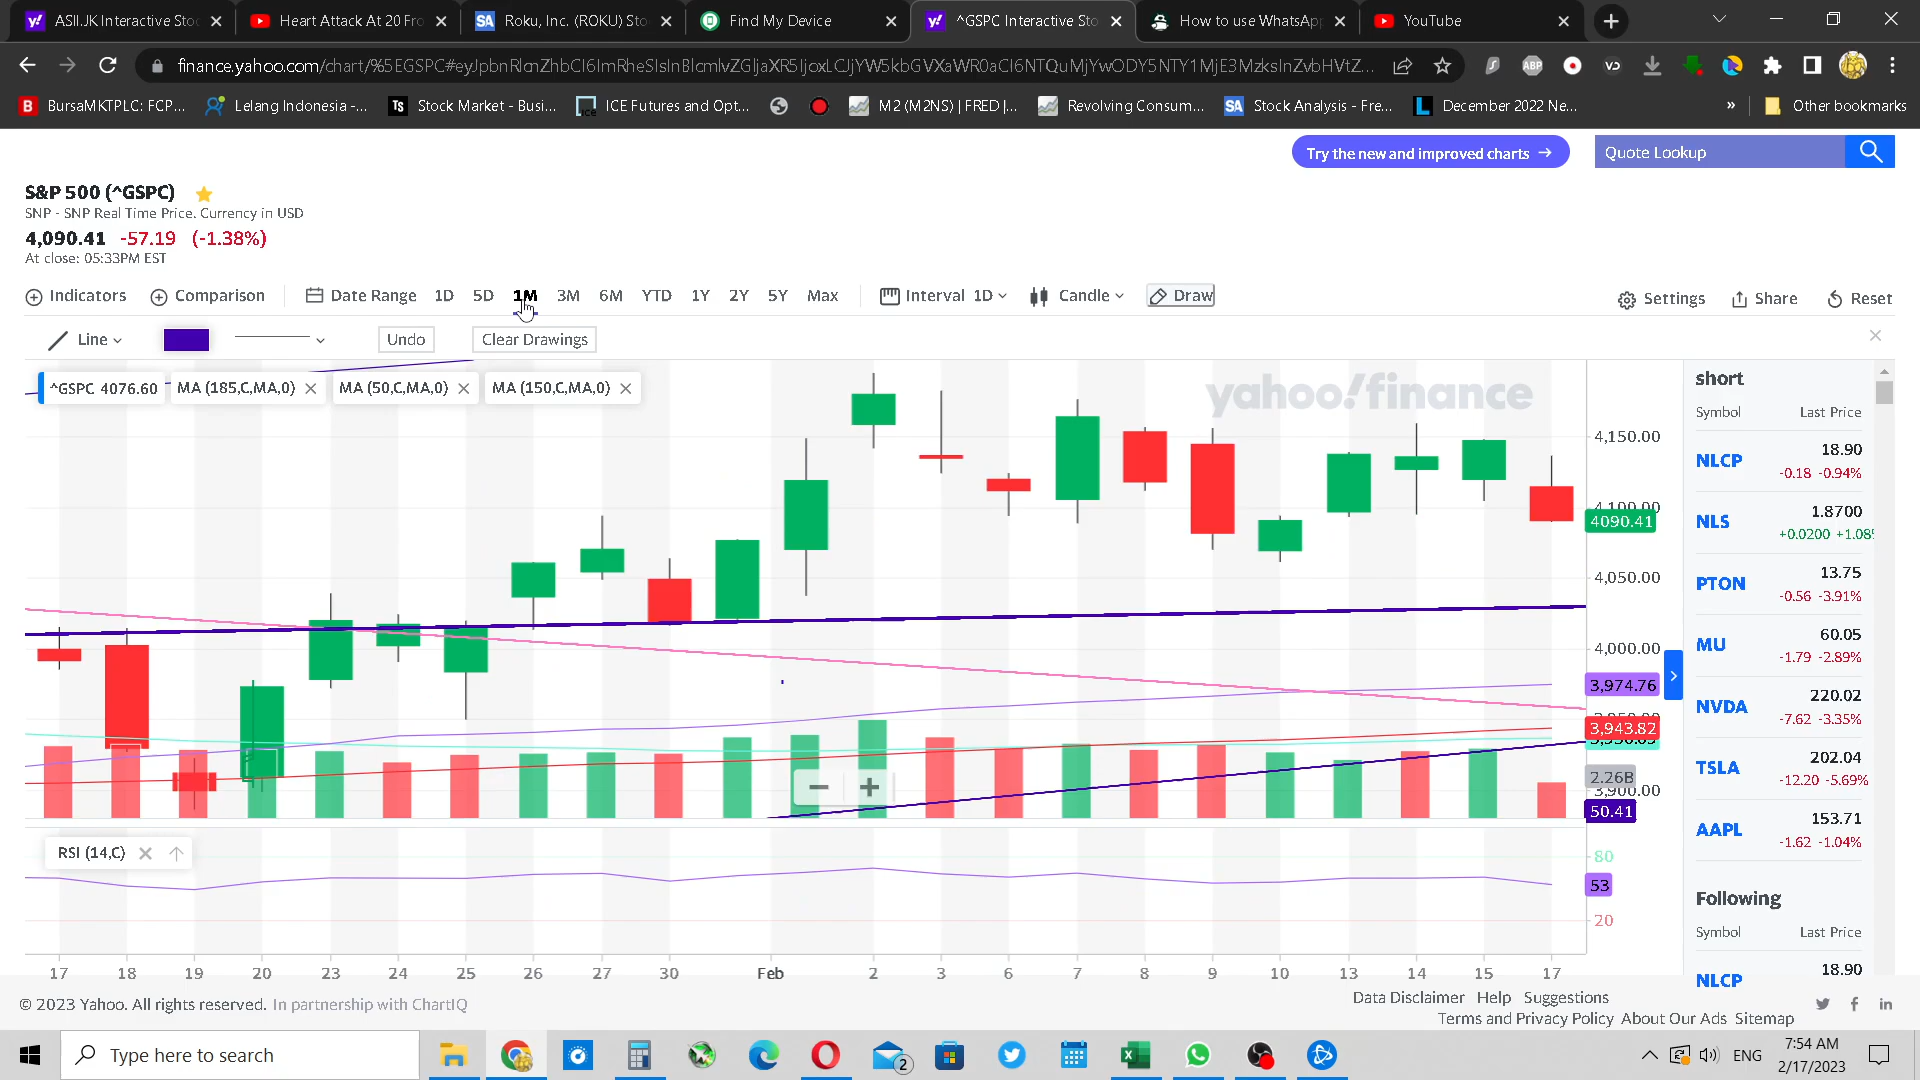 ASII.JK Interactive Stoc
Heart Attack At 20 Fro
Roku, Inc. (ROKU) Sto
Find My Device
^GSPC Interactive Sto
How to use WhatsAp
YouTube
finance.yahoo.com/chart/%5EGSPC#
BursaMKTPLC: FCP...
Lelang Indonesia -...
Stock Market - Busi...
ICE Futures and Opt...
M2 (M2NS) | FRED |...
Revolving Consum...
Stock Analysis - Fre...
December 2022 Ne...
»
Other bookmarks
Try the new and improved charts →
Quote Lookup
S&P 500 (^GSPC)
SNP - SNP Real Time Price. Currency in USD
4,090.41 -57.19 (-1.38%)
At close: 05:33PM EST
Indicators Comparison Date Range 1D 5D 1M 3M 6M YTD 1Y 2Y 5Y Max Interval 1D Candle Draw
Settings Share Reset
Line Undo Clear Drawings
^GSPC 4076.60 MA (185,C,MA,0) MA (50,C,MA,0) MA (150,C,MA,0)
yahoo!finance
4,150.00
4,100.00
4090.41
4,050.00
4,000.00
3,974.76
3,943.82
2.26B
3,900.00
50.41
RSI (14,C)
80
53
20
17 18 19 20 23 24 25 26 27 30 Feb 2 3 6 7 8 9 10 13 14 15 17
short
Symbol Last Price
NLCP 18.90
-0.18 -0.94%
NLS 1.8700
+0.0200 +1.08
PTON 13.75
-0.56 -3.91%
MU 60.05
-1.79 -2.89%
NVDA 220.02
-7.62 -3.35%
TSLA 202.04
-12.20 -5.69%
AAPL 153.71
-1.62 -1.04%
Following
Symbol Last Price
NLCP 18.90
© 2023 Yahoo. All rights reserved. In partnership with ChartIQ
Data Disclaimer Help Suggestions
Terms and Privacy Policy About Our Ads Sitemap
Type here to search
2
ENG
7:54 AM
2/17/2023